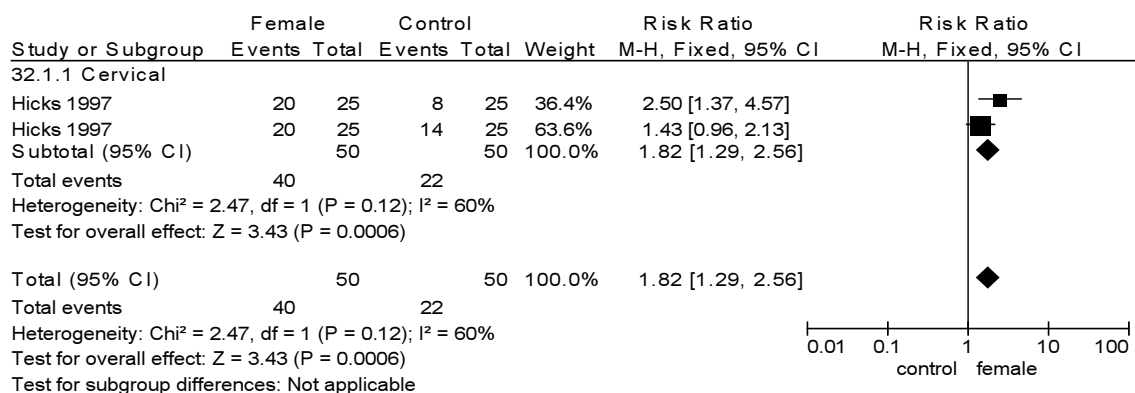 Female Control Risk Ratio Risk Ratio
Study or Subgroup Events Total Events Total Weight M-H, Fixed, 95% CI M-H, Fixed, 95% CI
32.1.1 Cervical
Hicks 1997 20 25 8 25 36.4% 2.50 [1.37, 4.57]
Hicks 1997 20 25 14 25 63.6% 1.43 [0.96, 2.13]
Subtotal (95% CI) 50 50 100.0% 1.82 [1.29, 2.56]
Total events 40 22
Heterogeneity: Chi² = 2.47, df = 1 (P = 0.12); I² = 60%
Test for overall effect: Z = 3.43 (P = 0.0006)
Total (95% CI) 50 50 100.0% 1.82 [1.29, 2.56]
Total events 40 22
Heterogeneity: Chi² = 2.47, df = 1 (P = 0.12); I² = 60%
Test for overall effect: Z = 3.43 (P = 0.0006)
Test for subgroup differences: Not applicable
0.01 0.1 1 10 100
control female